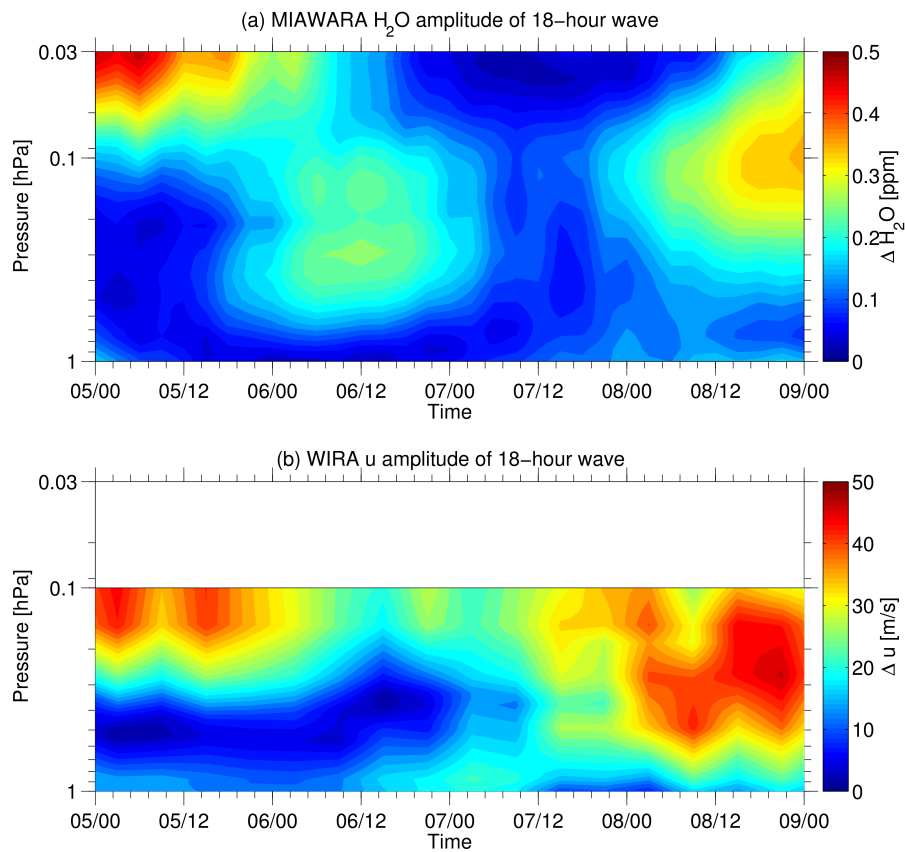 (a) MIAWARA H2O amplitude of 18−hour wave
0.03
0.1
1
Pressure [hPa]
05/00 05/12 06/00 06/12 07/00 07/12 08/00 08/12 09/00
Time
0.5
0.4
0.3
0.2
0.1
0
Δ H2O [ppm]
(b) WIRA u amplitude of 18−hour wave
0.03
0.1
1
Pressure [hPa]
05/00 05/12 06/00 06/12 07/00 07/12 08/00 08/12 09/00
Time
50
40
30
20
10
0
Δ u [m/s]